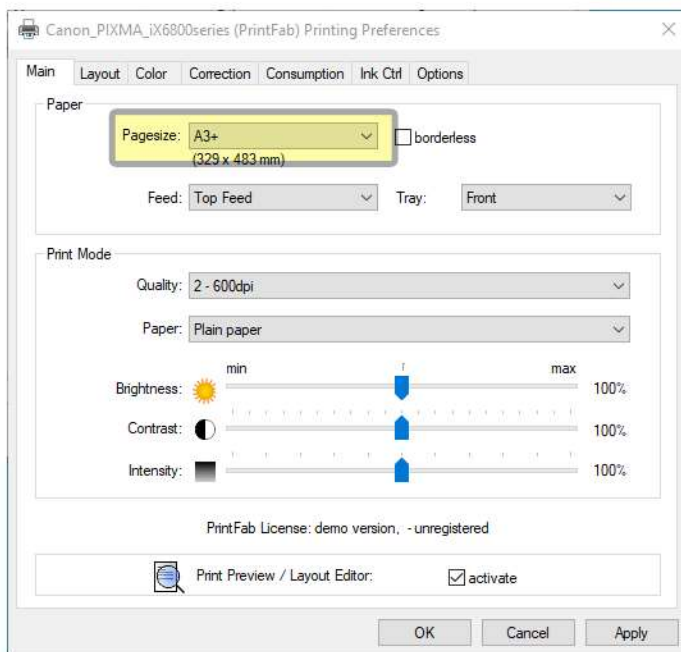 Canon_PIXMA_iX6800series (PrintFab) Printing Preferences
Main Layout Color Correction Consumption Ink Ctrl Options
Paper
Pagesize: A3+ borderless
(329 x 483 mm)
Feed: Top Feed Tray: Front
Print Mode
Quality: 2 - 600dpi
Paper: Plain paper
min max
Brightness: 100%
Contrast: 100%
Intensity: 100%
PrintFab License: demo version, - unregistered
Print Preview / Layout Editor: activate
OK Cancel Apply